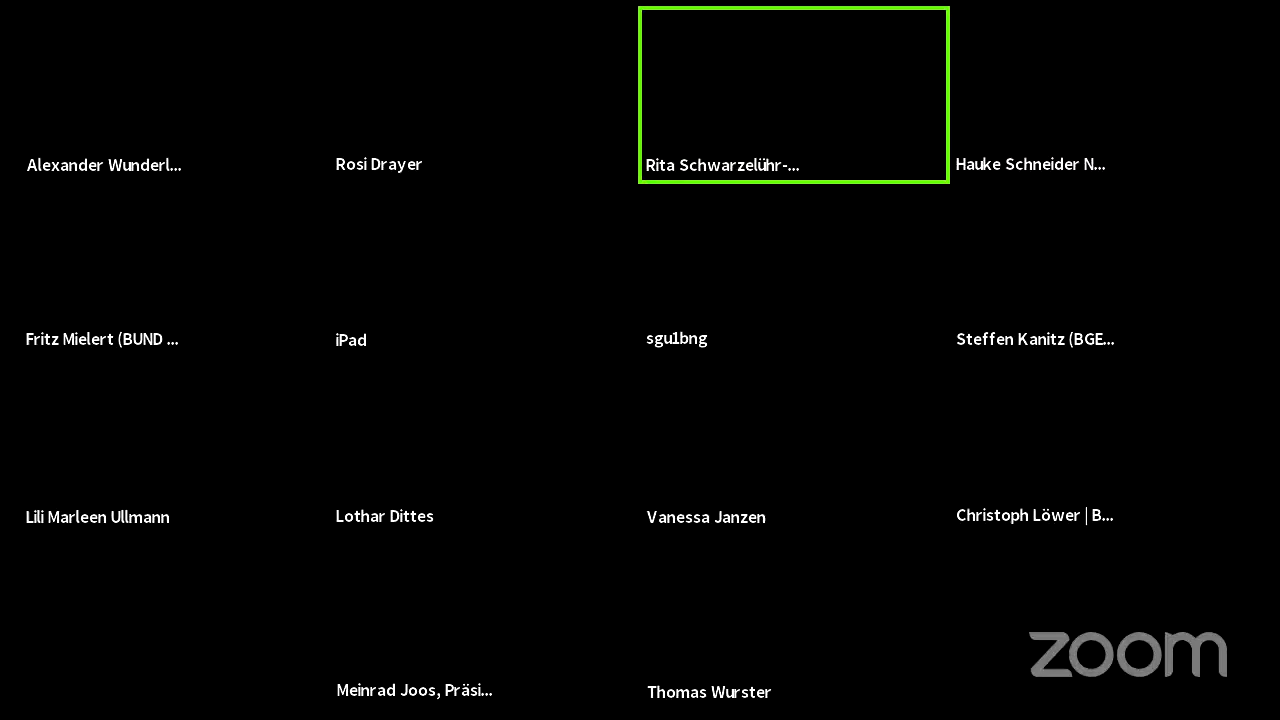 Alexander Wunderl...
Rosi Drayer
Rita Schwarzelühr-...
Hauke Schneider N...
Fritz Mielert (BUND ...
iPad
sgu1bng
Steffen Kanitz (BGE...
Lili Marleen Ullmann
Lothar Dittes
Vanessa Janzen
Christoph Löwer | B...
Meinrad Joos, Präsi...
Thomas Wurster
zoom